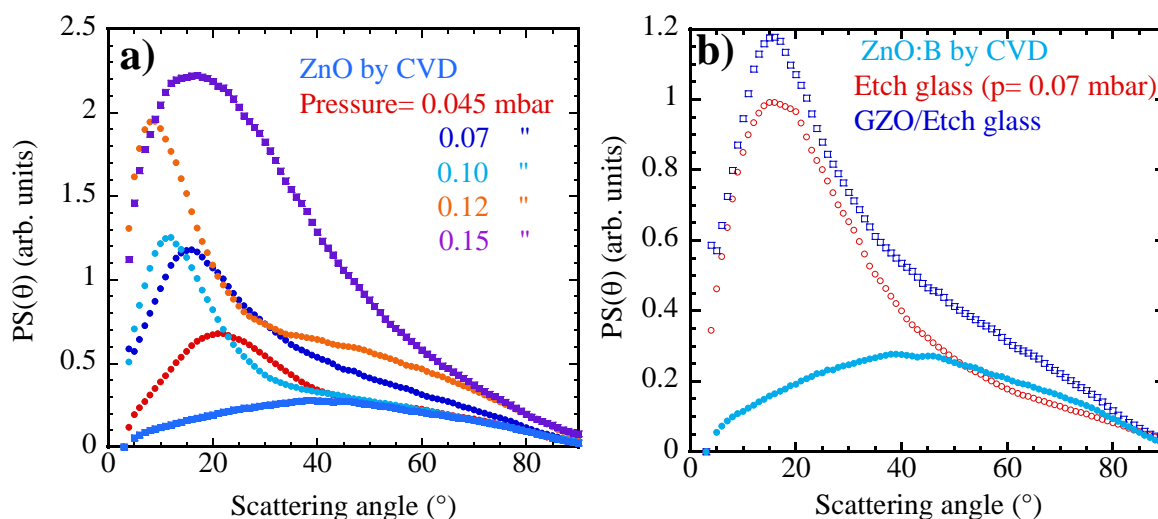 a)
ZnO by CVD
Pressure= 0.045 mbar
0.07 "
0.10 "
0.12 "
0.15 "
PS(θ) (arb. units)
2.5
2
1.5
1
0.5
0
0 20 40 60 80
Scattering angle (°)
b)
ZnO:B by CVD
Etch glass (p= 0.07 mbar)
GZO/Etch glass
PS(θ) (arb. units)
1.2
1
0.8
0.6
0.4
0.2
0
0 20 40 60 80
Scattering angle (°)